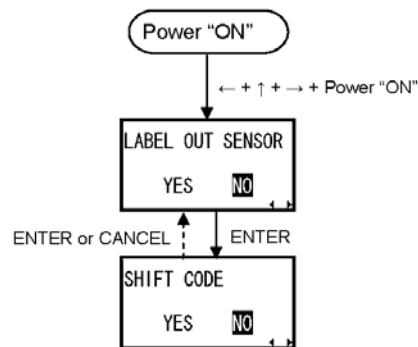 Power “ON”
← + ↑ + → + Power “ON”
LABEL OUT SENSOR
YES NO
ENTER or CANCEL
ENTER
SHIFT CODE
YES NO